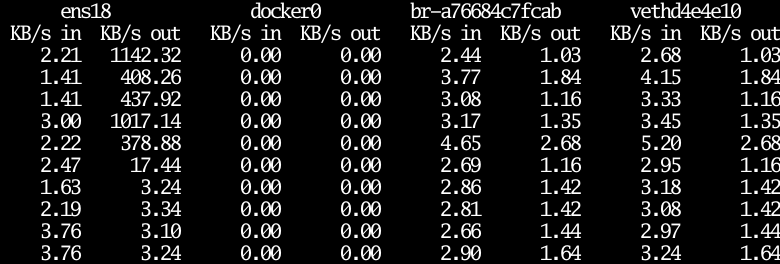 ens18 docker0 br-a76684c7fcab vethd4e4e10
KB/s in KB/s out KB/s in KB/s out KB/s in KB/s out KB/s in KB/s out
2.21 1142.32 0.00 0.00 2.44 1.03 2.68 1.03
1.41 408.26 0.00 0.00 3.77 1.84 4.15 1.84
1.41 437.92 0.00 0.00 3.08 1.16 3.33 1.16
3.00 1017.14 0.00 0.00 3.17 1.35 3.45 1.35
2.22 378.88 0.00 0.00 4.65 2.68 5.20 2.68
2.47 17.44 0.00 0.00 2.69 1.16 2.95 1.16
1.63 3.24 0.00 0.00 2.86 1.42 3.18 1.42
2.19 3.34 0.00 0.00 2.81 1.42 3.08 1.42
3.76 3.10 0.00 0.00 2.66 1.44 2.97 1.44
3.76 3.24 0.00 0.00 2.90 1.64 3.24 1.64